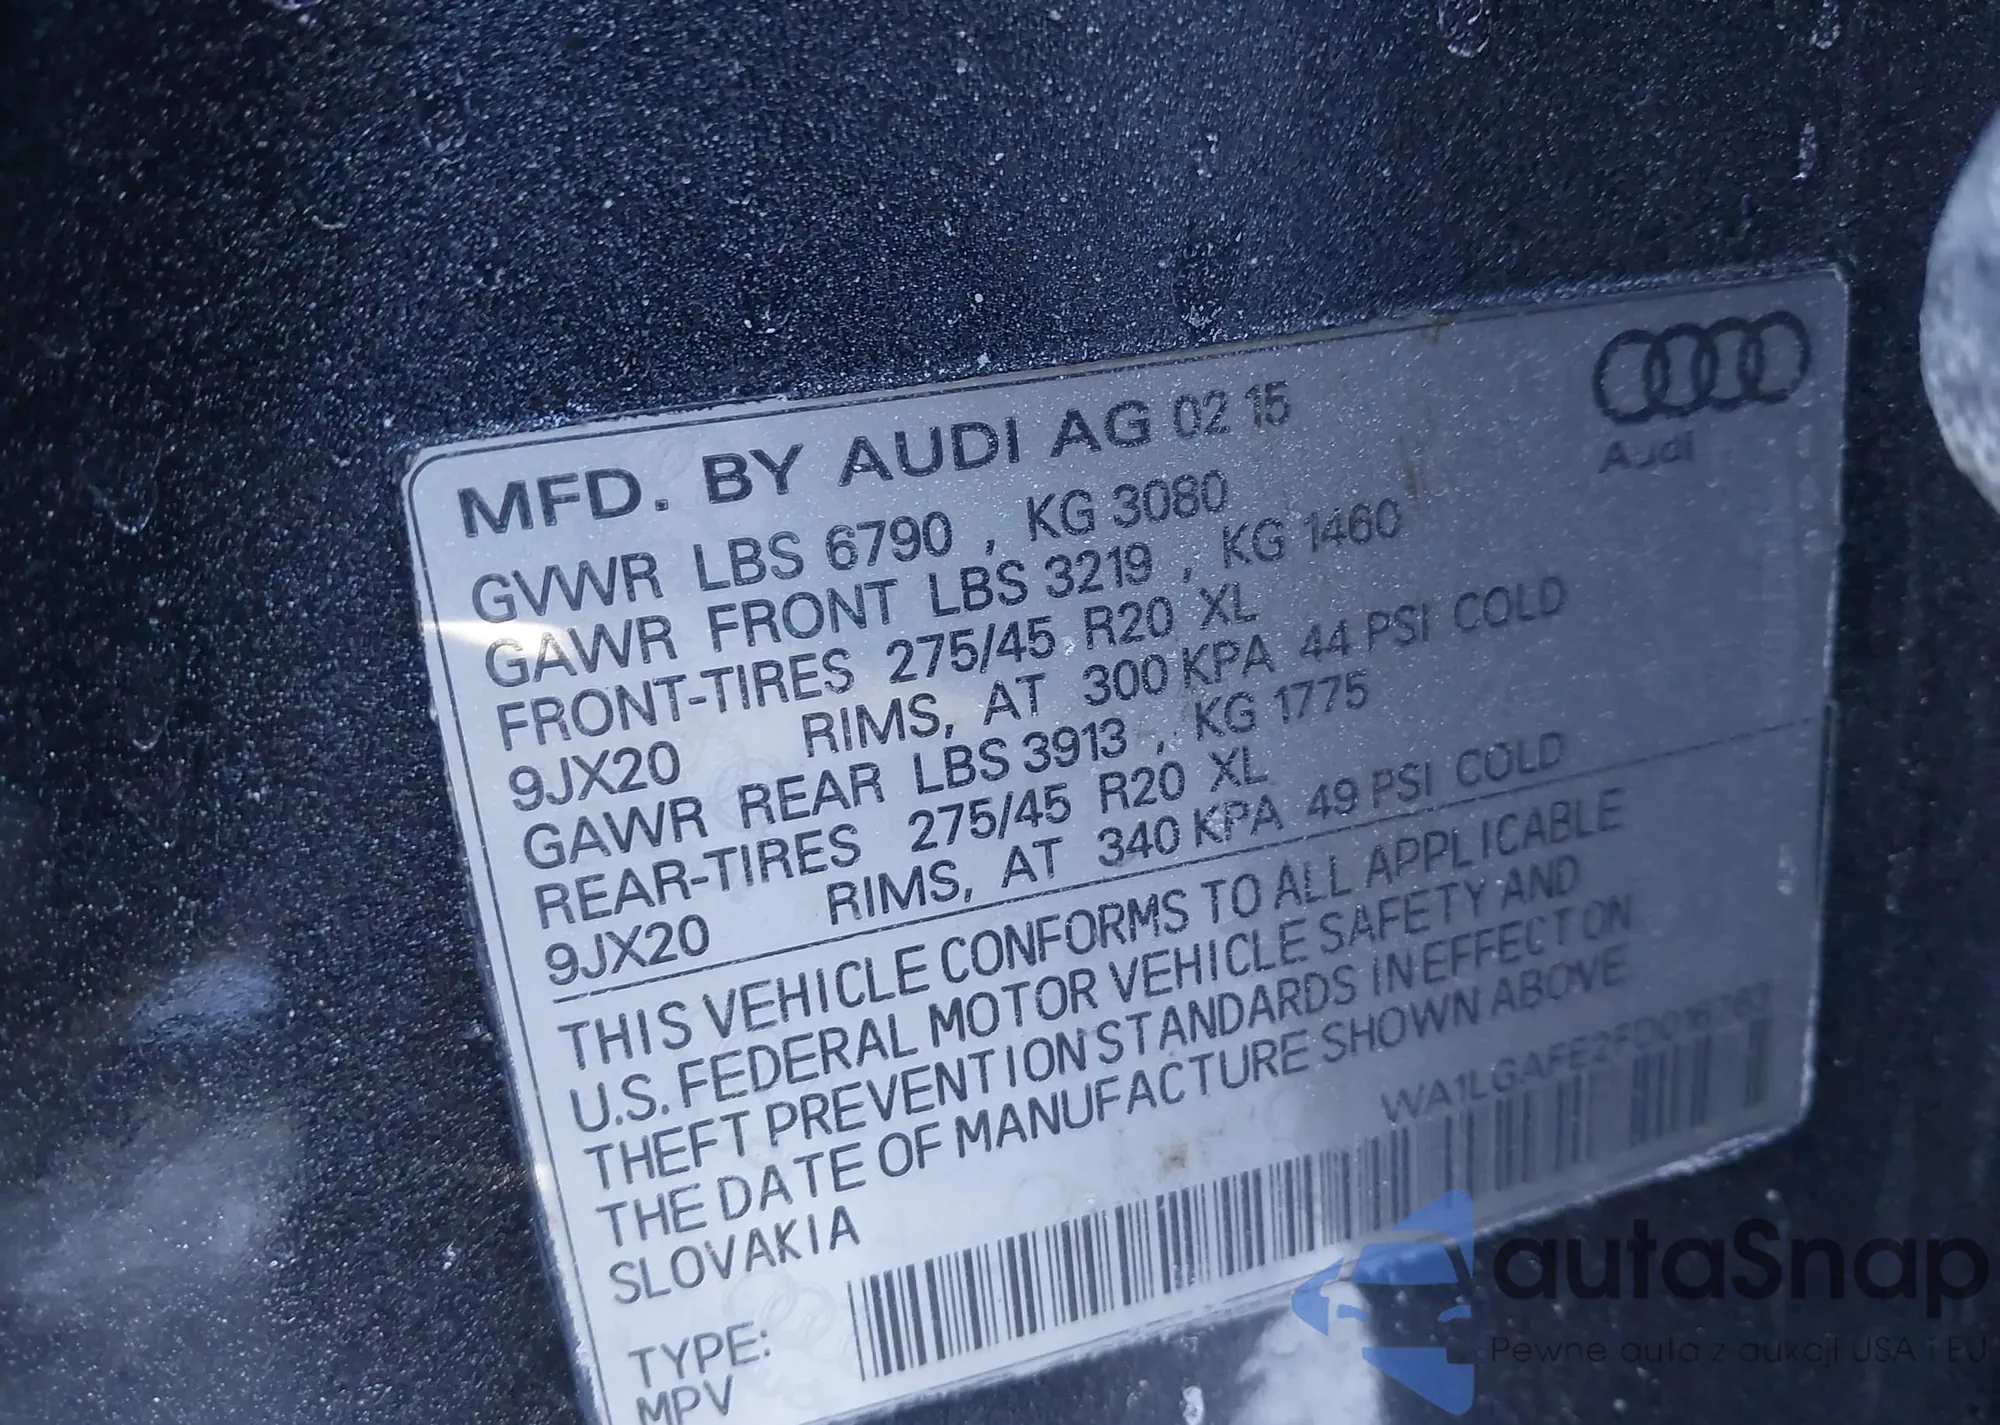 MFD. BY AUDI AG 02 15
Audi
GVWR LBS 6790 , KG 3080
GAWR FRONT LBS 3219 , KG 1460
FRONT-TIRES 275/45 R20 XL
9JX20 RIMS, AT 300 KPA 44 PSI COLD
GAWR REAR LBS 3913 , KG 1775
REAR-TIRES 275/45 R20 XL
9JX20 RIMS, AT 340 KPA 49 PSI COLD
THIS VEHICLE CONFORMS TO ALL APPLICABLE
U.S. FEDERAL MOTOR VEHICLE SAFETY AND
THEFT PREVENTION STANDARDS IN EFFECT ON
THE DATE OF MANUFACTURE SHOWN ABOVE
SLOVAKIA
TYPE:
MPV
autaSnap
Pewne auta z aukcji USA i EU